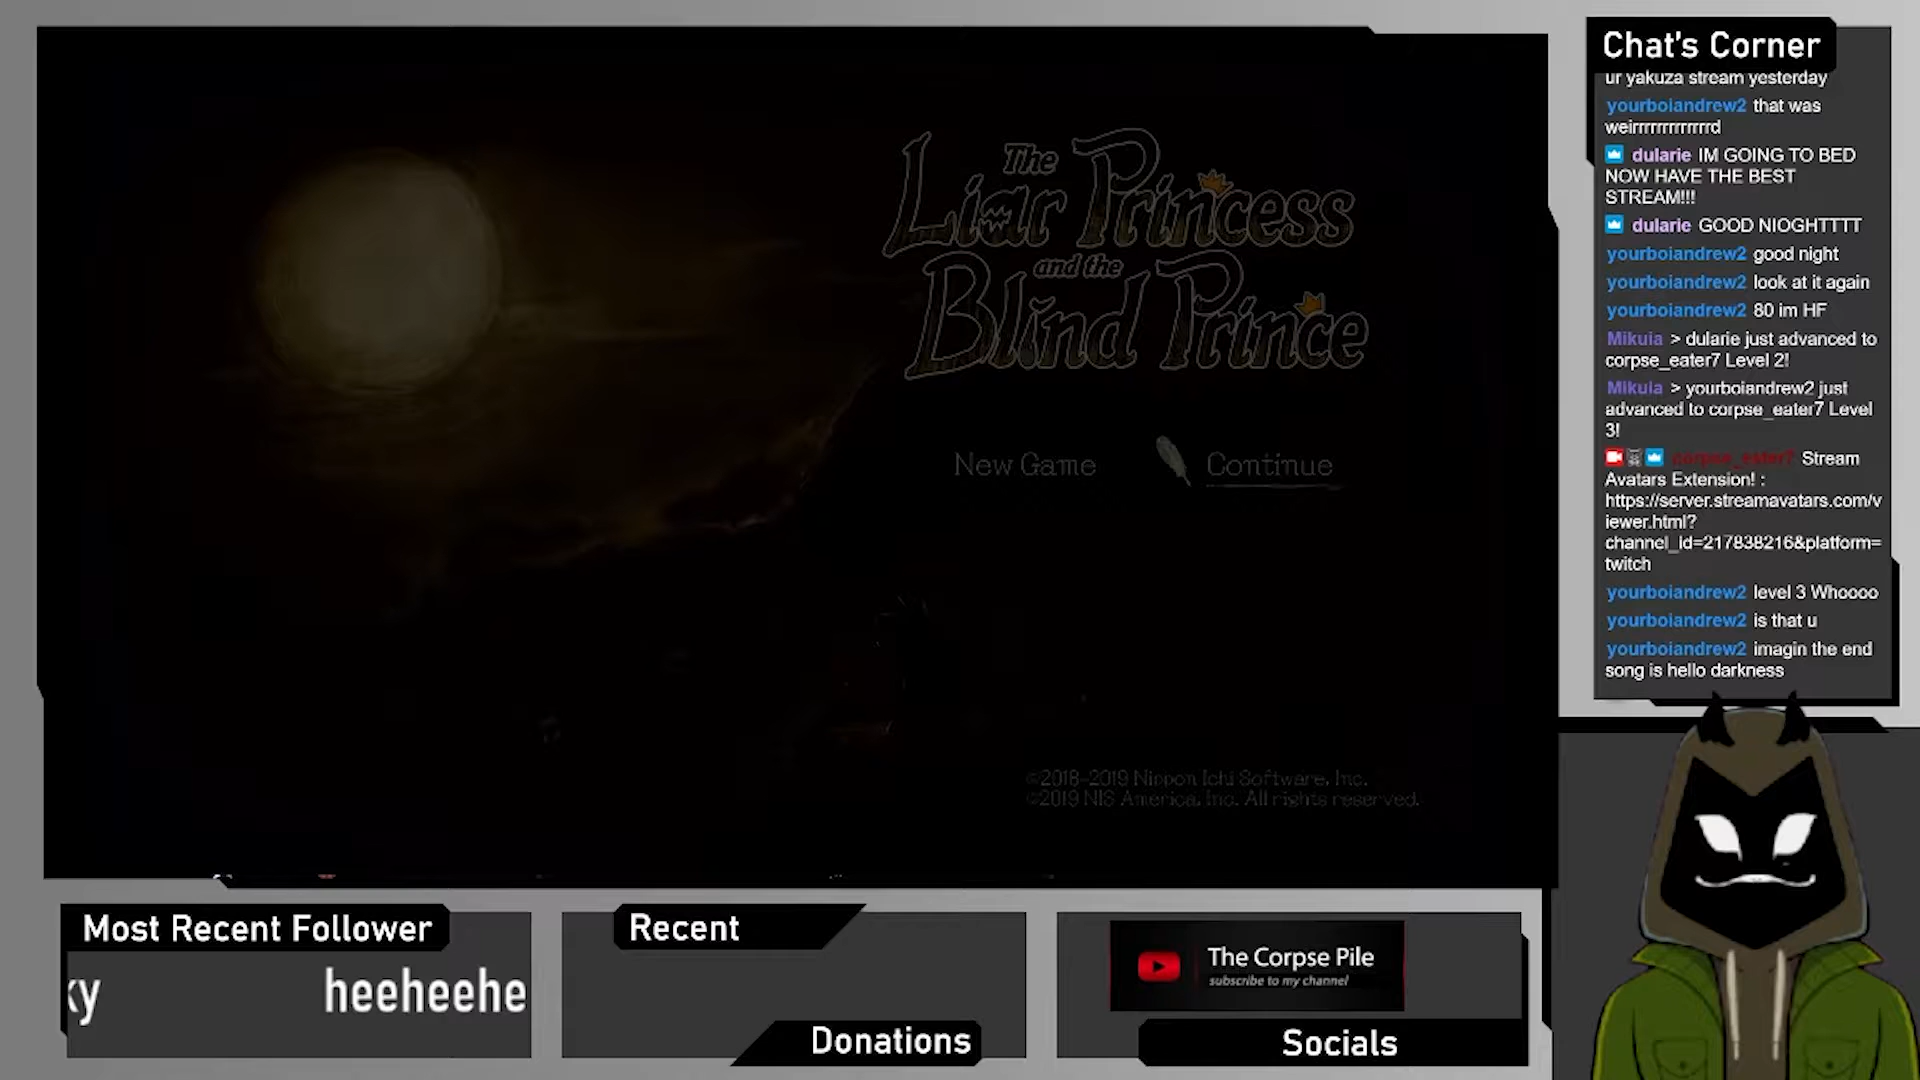 The
Liar Princess
and the
Blind Prince
New Game Continue
©2018-2019 Nippon Ichi Software, Inc.
©2019 NIS America, Inc. All rights reserved.
Chat's Corner
ur yakuza stream yesterday
yourboiandrew2 that was
weirrrrrrrrrrrrd
dularie IM GOING TO BED
NOW HAVE THE BEST
STREAM!!!
dularie GOOD NIOGHTTTT
yourboiandrew2 good night
yourboiandrew2 look at it again
yourboiandrew2 80 im HF
Mikuia > dularie just advanced to
corpse_eater7 Level 2!
Mikuia > yourboiandrew2 just
advanced to corpse_eater7 Level
3!
corpse_eater7 Stream
Avatars Extension! :
https://server.streamavatars.com/v
iewer.html?
channel_id=217838216&platform=
twitch
yourboiandrew2 level 3 Whoooo
yourboiandrew2 is that u
yourboiandrew2 imagin the end
song is hello darkness
Most Recent Follower
ky heeheehe
Recent
Donations
The Corpse Pile
subscribe to my channel
Socials